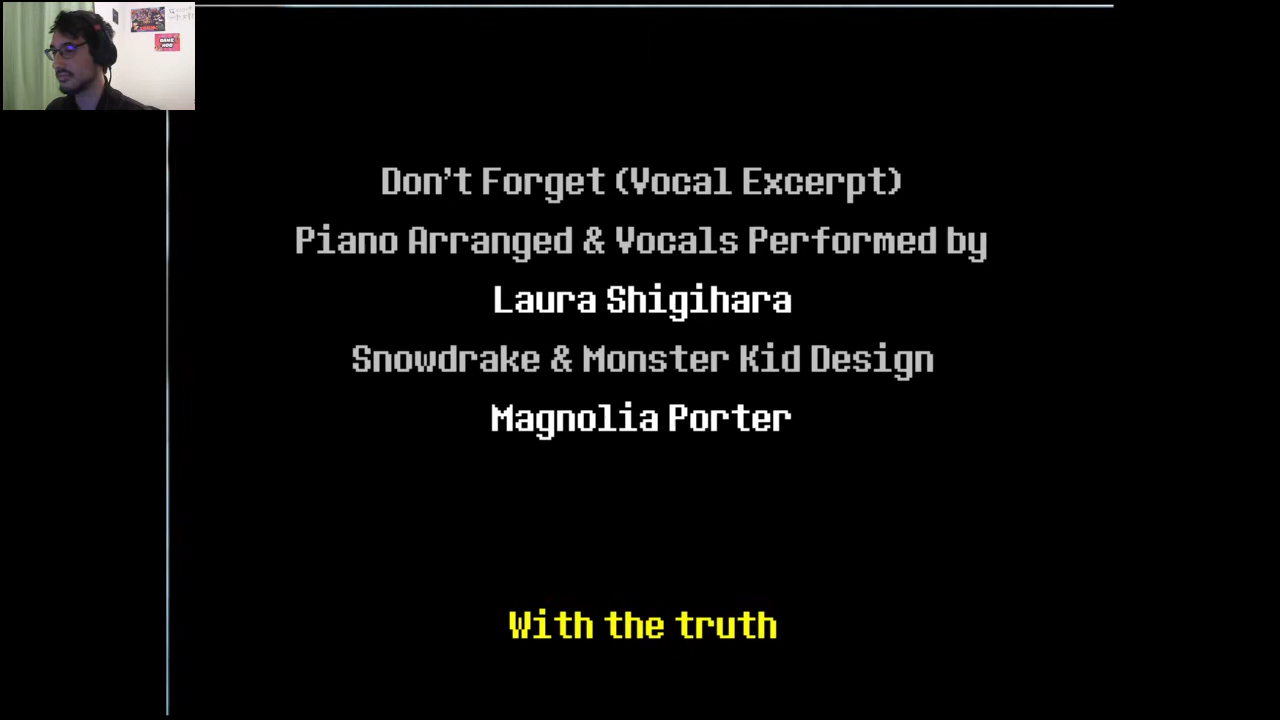 Don't Forget (Vocal Excerpt)
Piano Arranged & Vocals Performed by
Laura Shigihara
Snowdrake & Monster Kid Design
Magnolia Porter
With the truth